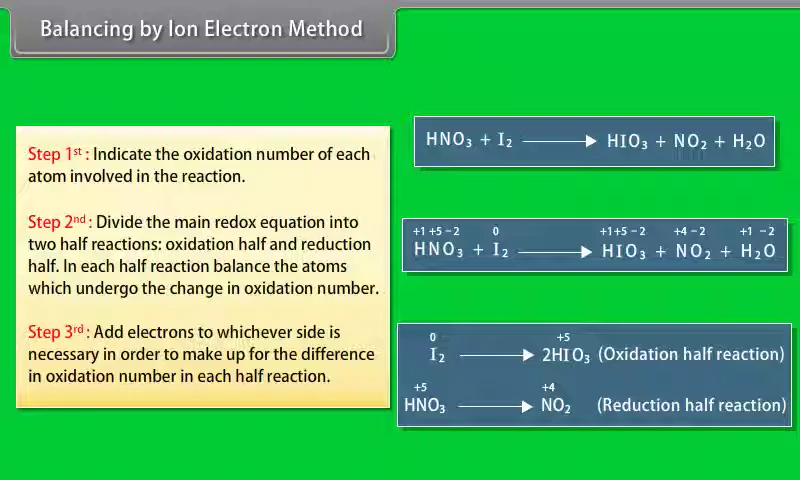 Balancing by Ion Electron Method
Step 1st : Indicate the oxidation number of each
atom involved in the reaction.
Step 2nd : Divide the main redox equation into
two half reactions: oxidation half and reduction
half. In each half reaction balance the atoms
which undergo the change in oxidation number.
Step 3rd : Add electrons to whichever side is
necessary in order to make up for the difference
in oxidation number in each half reaction.
HNO₃ + I₂ ⟶ HIO₃ + NO₂ + H₂O
+1 +5 −2 0 +1 +5 −2 +4 −2 +1 −2
HNO₃ + I₂ ⟶ HIO₃ + NO₂ + H₂O
0 +5
I₂ ⟶ 2HIO₃ (Oxidation half reaction)
+5 +4
HNO₃ ⟶ NO₂ (Reduction half reaction)